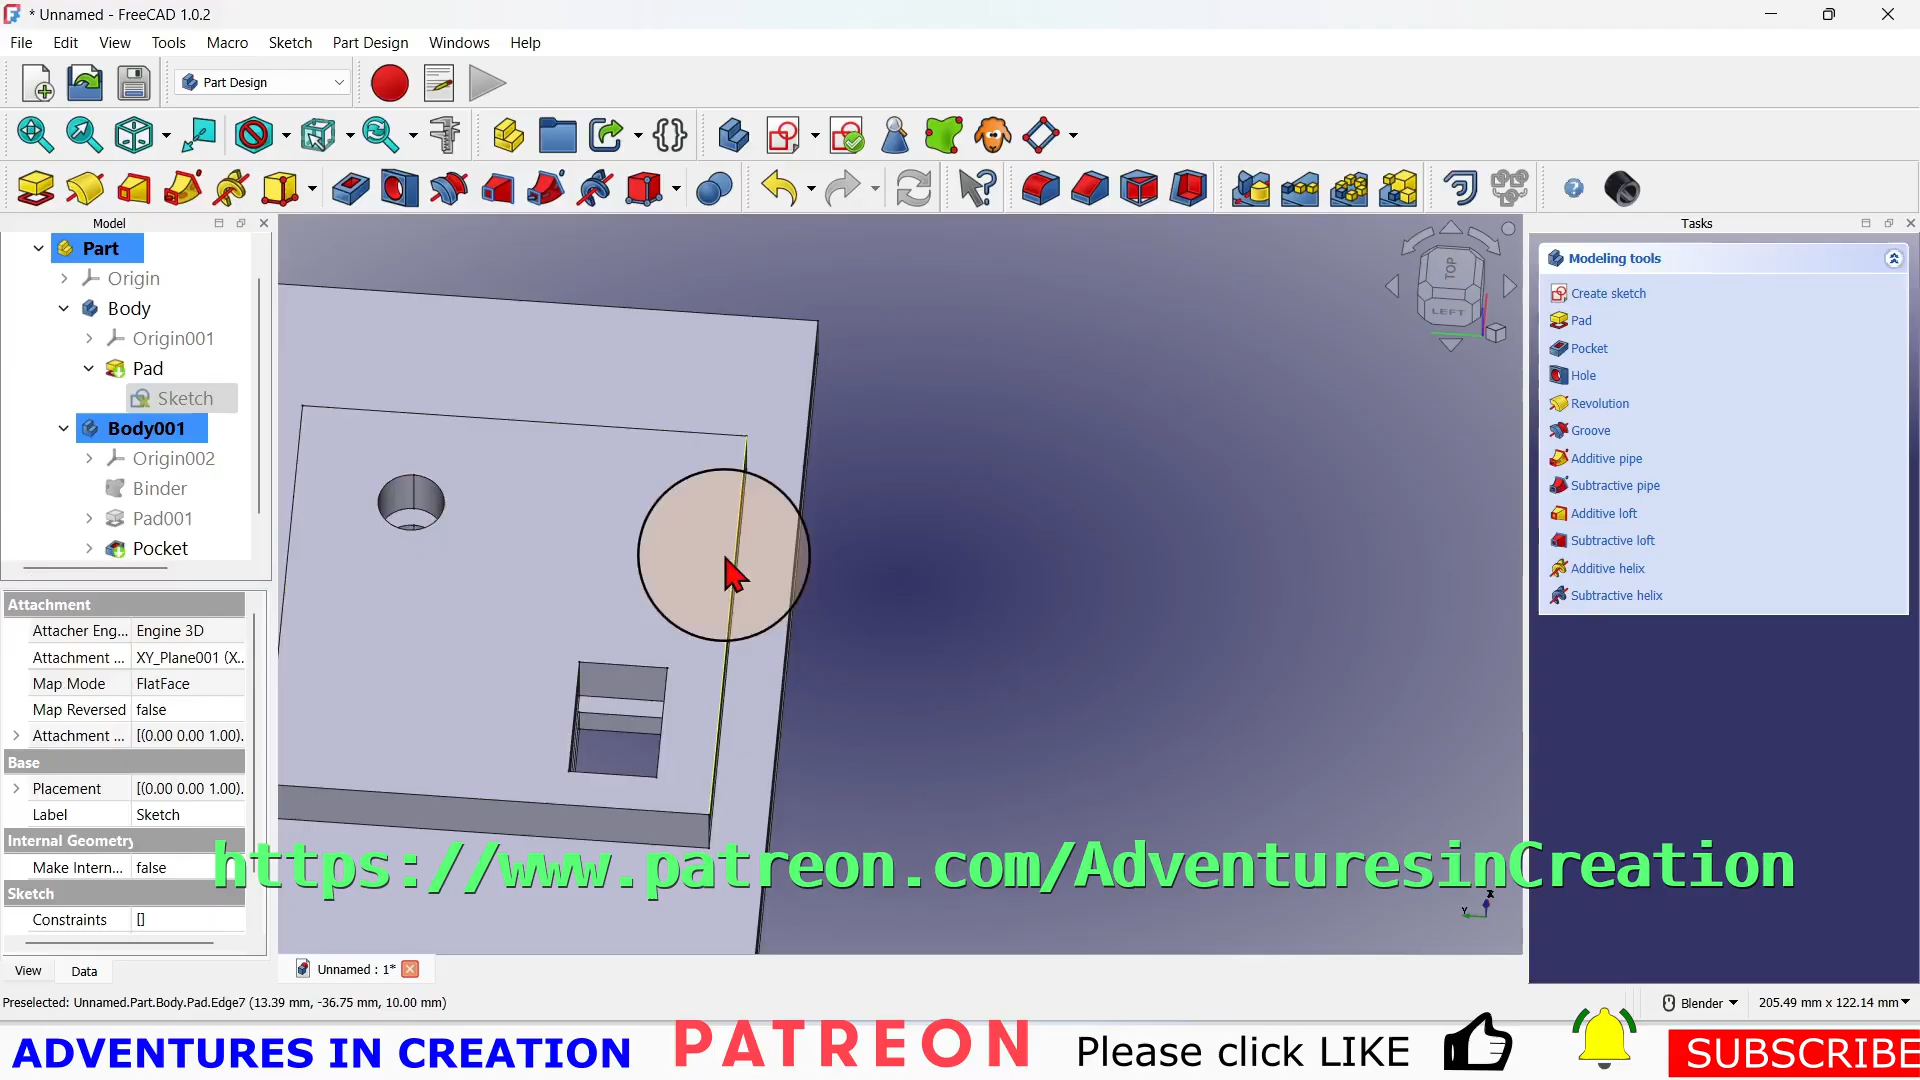 * Unnamed - FreeCAD 1.0.2
File Edit View Tools Macro Sketch Part Design Windows Help
Part Design
Model
Tasks
Part
Origin
Body
Origin001
Pad
Sketch
Body001
Origin002
Binder
Pad001
Pocket
Attachment
Attacher Eng... Engine 3D
Attachment ... XY_Plane001 (X..
Map Mode FlatFace
Map Reversed false
Attachment ... [(0.00 0.00 1.00).
Base
Placement [(0.00 0.00 1.00).
Label Sketch
Internal Geometry
Make Intern... false
Sketch
Constraints []
View Data
TOP
LEFT
Modeling tools
Create sketch
Pad
Pocket
Hole
Revolution
Groove
Additive pipe
Subtractive pipe
Additive loft
Subtractive loft
Additive helix
Subtractive helix
https://www.patreon.com/AdventuresinCreation
Z
Y
Unnamed : 1*
Preselected: Unnamed.Part.Body.Pad.Edge7 (13.39 mm, -36.75 mm, 10.00 mm)
Blender
205.49 mm x 122.14 mm
ADVENTURES IN CREATION PATREON Please click LIKE SUBSCRIBE